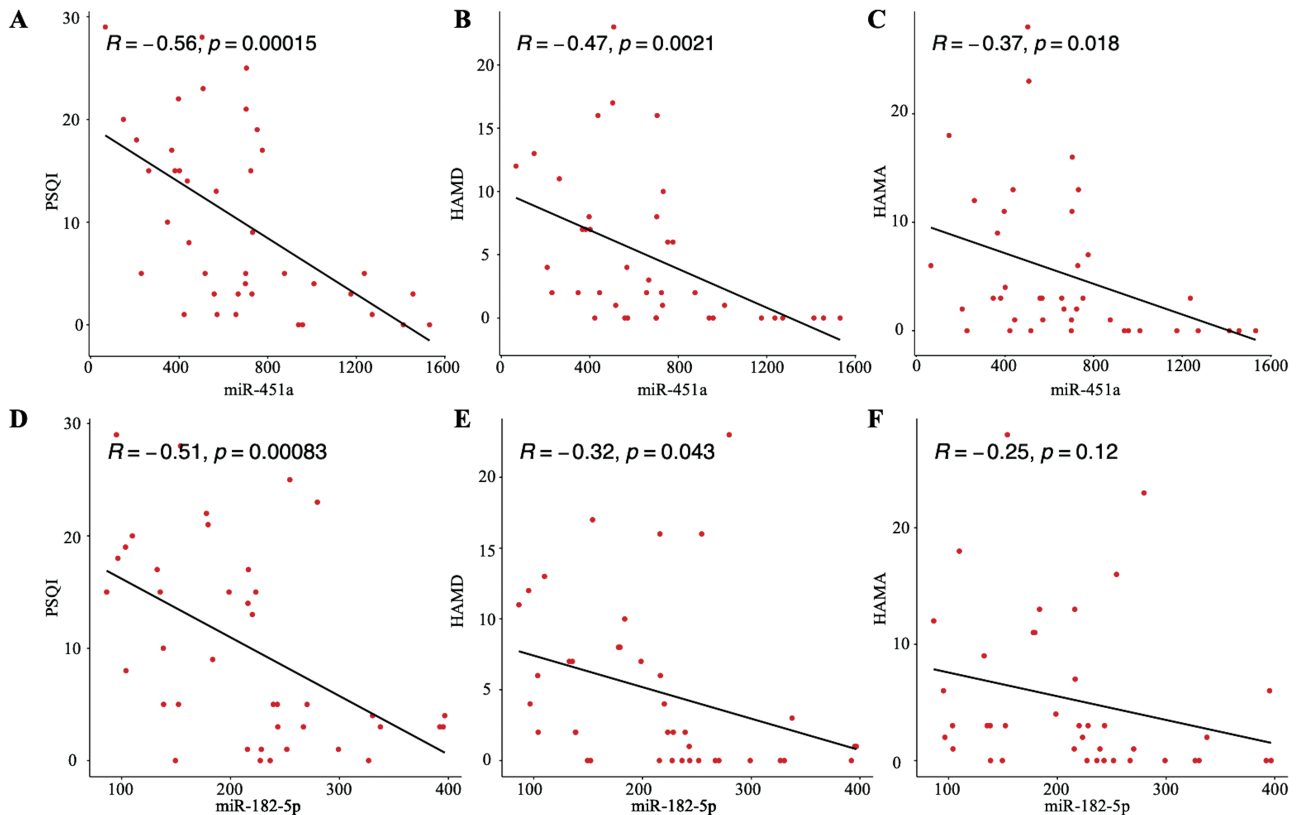 A
B
C
R = −0.56, p = 0.00015
R = −0.47, p = 0.0021
R = −0.37, p = 0.018
30
20
10
0
PSQI
0 400 800 1200 1600
miR-451a
20
15
10
5
0
HAMD
0 400 800 1200 1600
miR-451a
20
10
0
HAMA
0 400 800 1200 1600
miR-451a
D
E
F
R = −0.51, p = 0.00083
R = −0.32, p = 0.043
R = −0.25, p = 0.12
30
20
10
0
PSQI
100 200 300 400
miR-182-5p
20
15
10
5
0
HAMD
100 200 300 400
miR-182-5p
20
10
0
HAMA
100 200 300 400
miR-182-5p